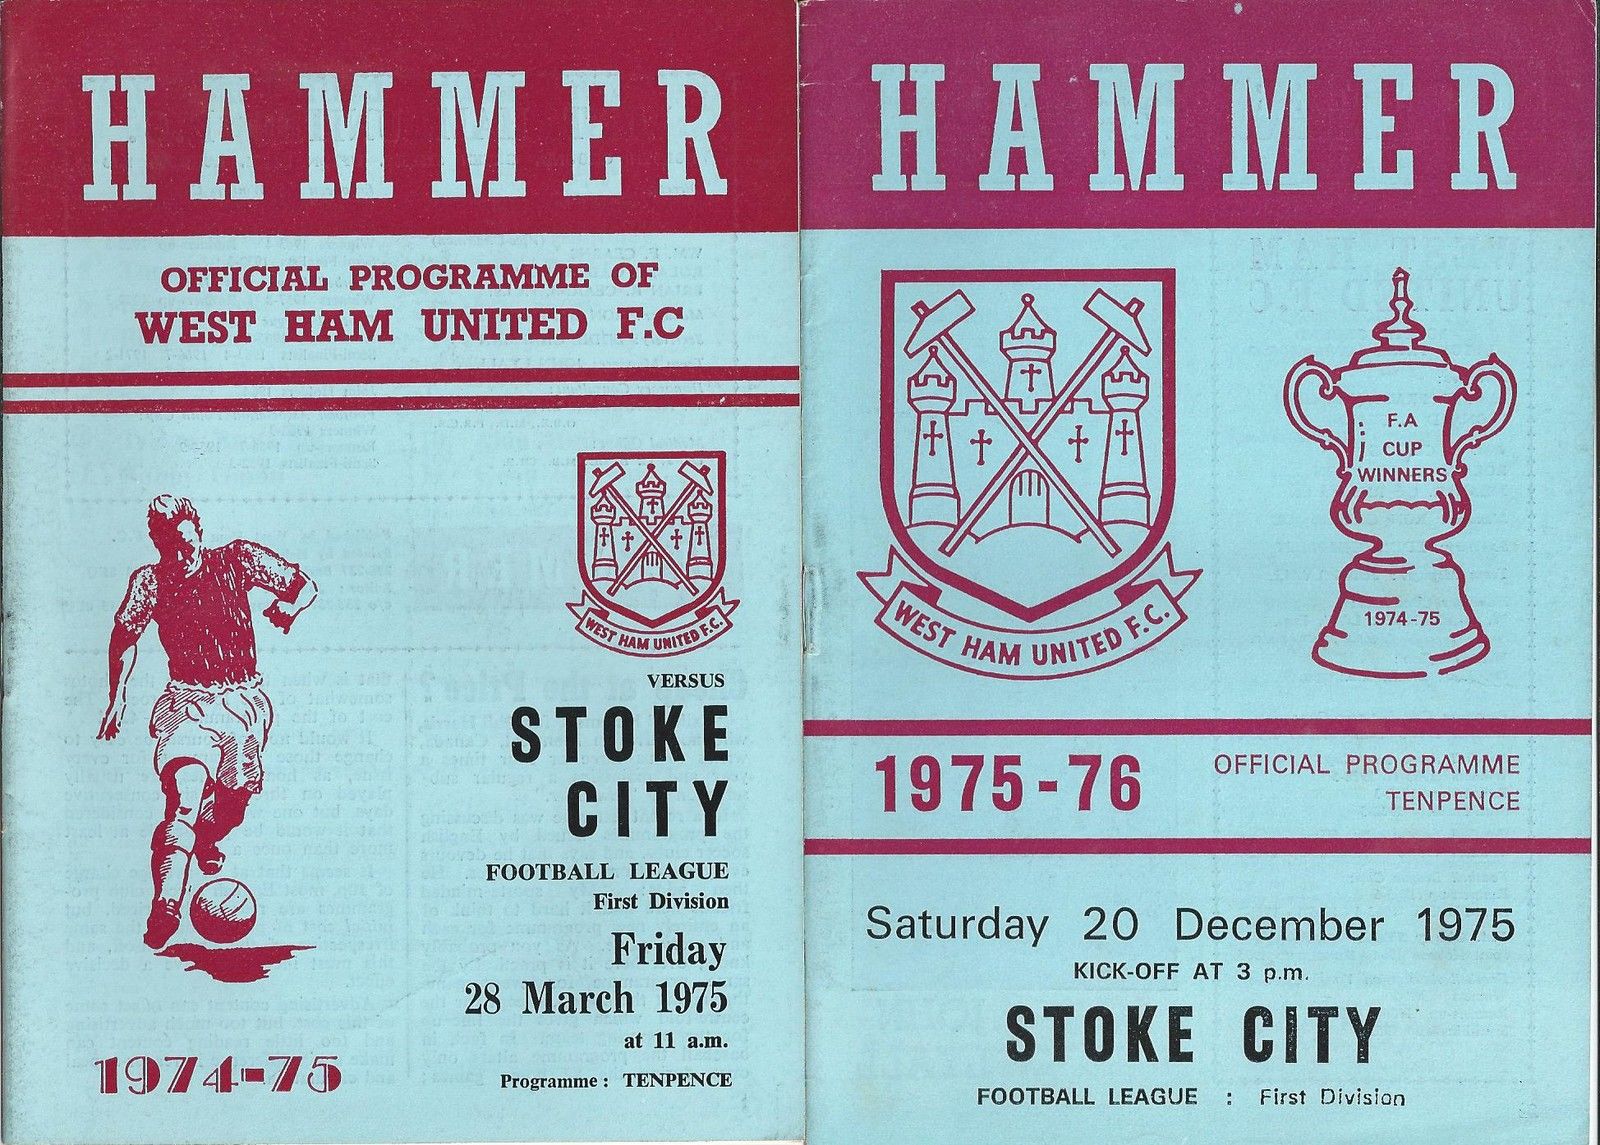 HAMMER
OFFICIAL PROGRAMME OF
WEST HAM UNITED F.C
WEST HAM UNITED F.C.
VERSUS
STOKE
CITY
FOOTBALL LEAGUE
First Division
Friday
28 March 1975
at 11 a.m.
Programme : TENPENCE
1974-75
HAMMER
WEST HAM UNITED F.C.
F.A
CUP
WINNERS
1974-75
1975-76
OFFICIAL PROGRAMME
TENPENCE
Saturday 20 December 1975
KICK-OFF AT 3 p.m.
STOKE CITY
FOOTBALL LEAGUE : First Division